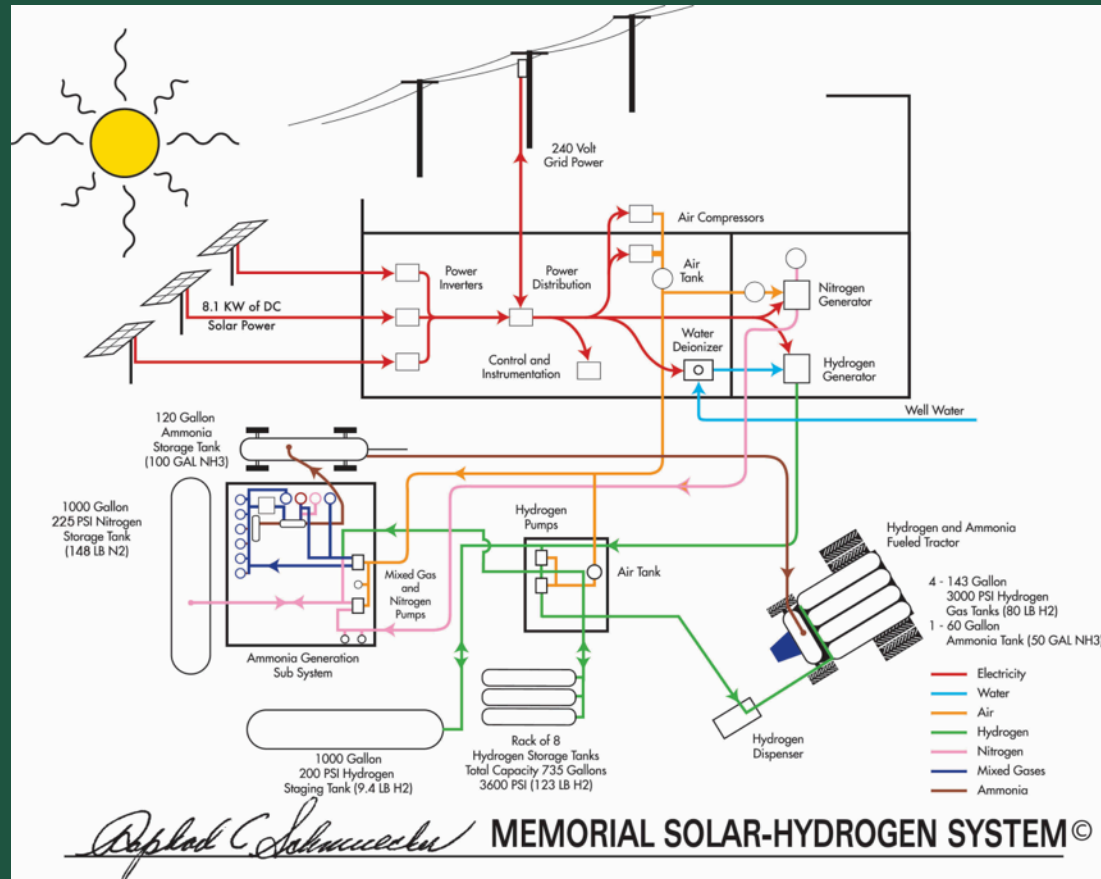 240 Volt
Grid Power
Air Compressors
Power
Inverters
Power
Distribution
Air
Tank
Nitrogen
Generator
8.1 KW of DC
Solar Power
Water
Deionizer
Control and
Instrumentation
Hydrogen
Generator
Well Water
120 Gallon
Ammonia
Storage Tank
(100 GAL NH3)
1000 Gallon
225 PSI Nitrogen
Storage Tank
(148 LB N2)
Hydrogen
Pumps
Air Tank
Mixed Gas
and
Nitrogen
Pumps
Ammonia Generation
Sub System
Hydrogen and Ammonia
Fueled Tractor
4 - 143 Gallon
3000 PSI Hydrogen
Gas Tanks (80 LB H2)
1 - 60 Gallon
Ammonia Tank (50 GAL NH3)
Electricity
Water
Air
Hydrogen
Nitrogen
Mixed Gases
Ammonia
Hydrogen
Dispenser
Rack of 8
Hydrogen Storage Tanks
Total Capacity 735 Gallons
3600 PSI (123 LB H2)
1000 Gallon
200 PSI Hydrogen
Staging Tank (9.4 LB H2)
MEMORIAL SOLAR-HYDROGEN SYSTEM©